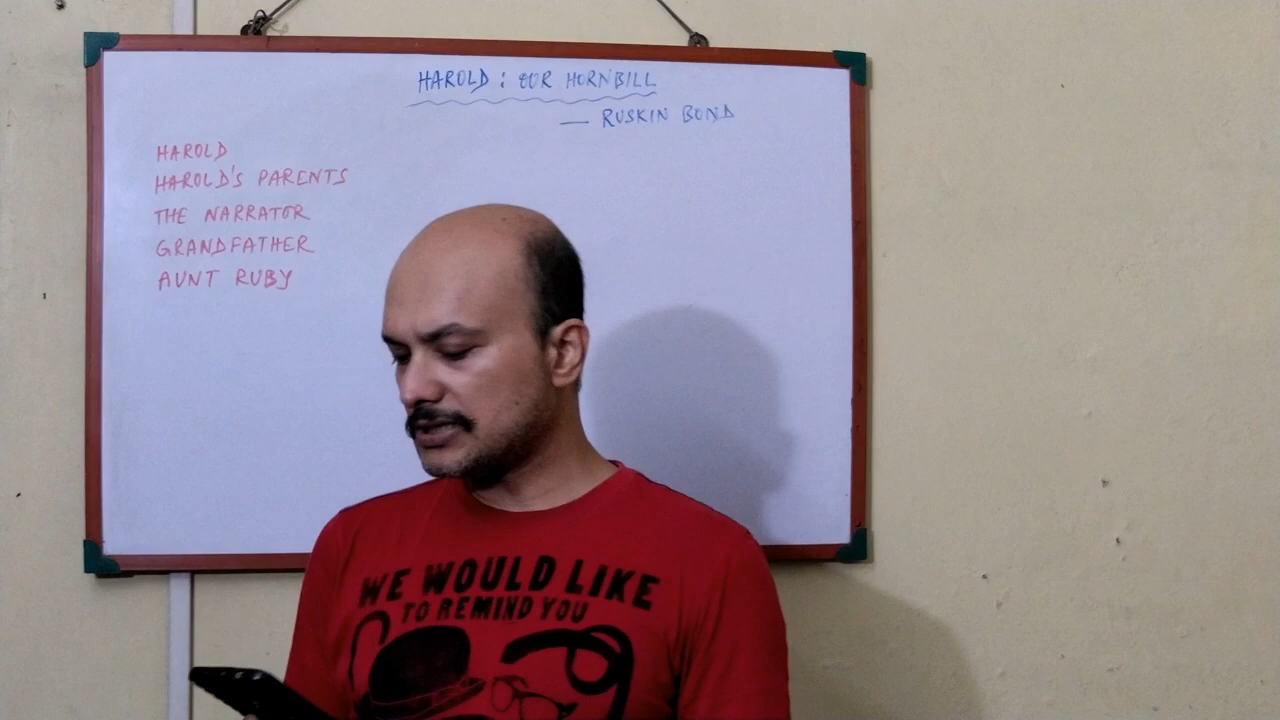 HAROLD : OUR HORNBILL
— RUSKIN BOND
HAROLD
HAROLD'S PARENTS
THE NARRATOR
GRANDFATHER
AUNT RUBY
WE WOULD LIKE
TO REMIND YOU